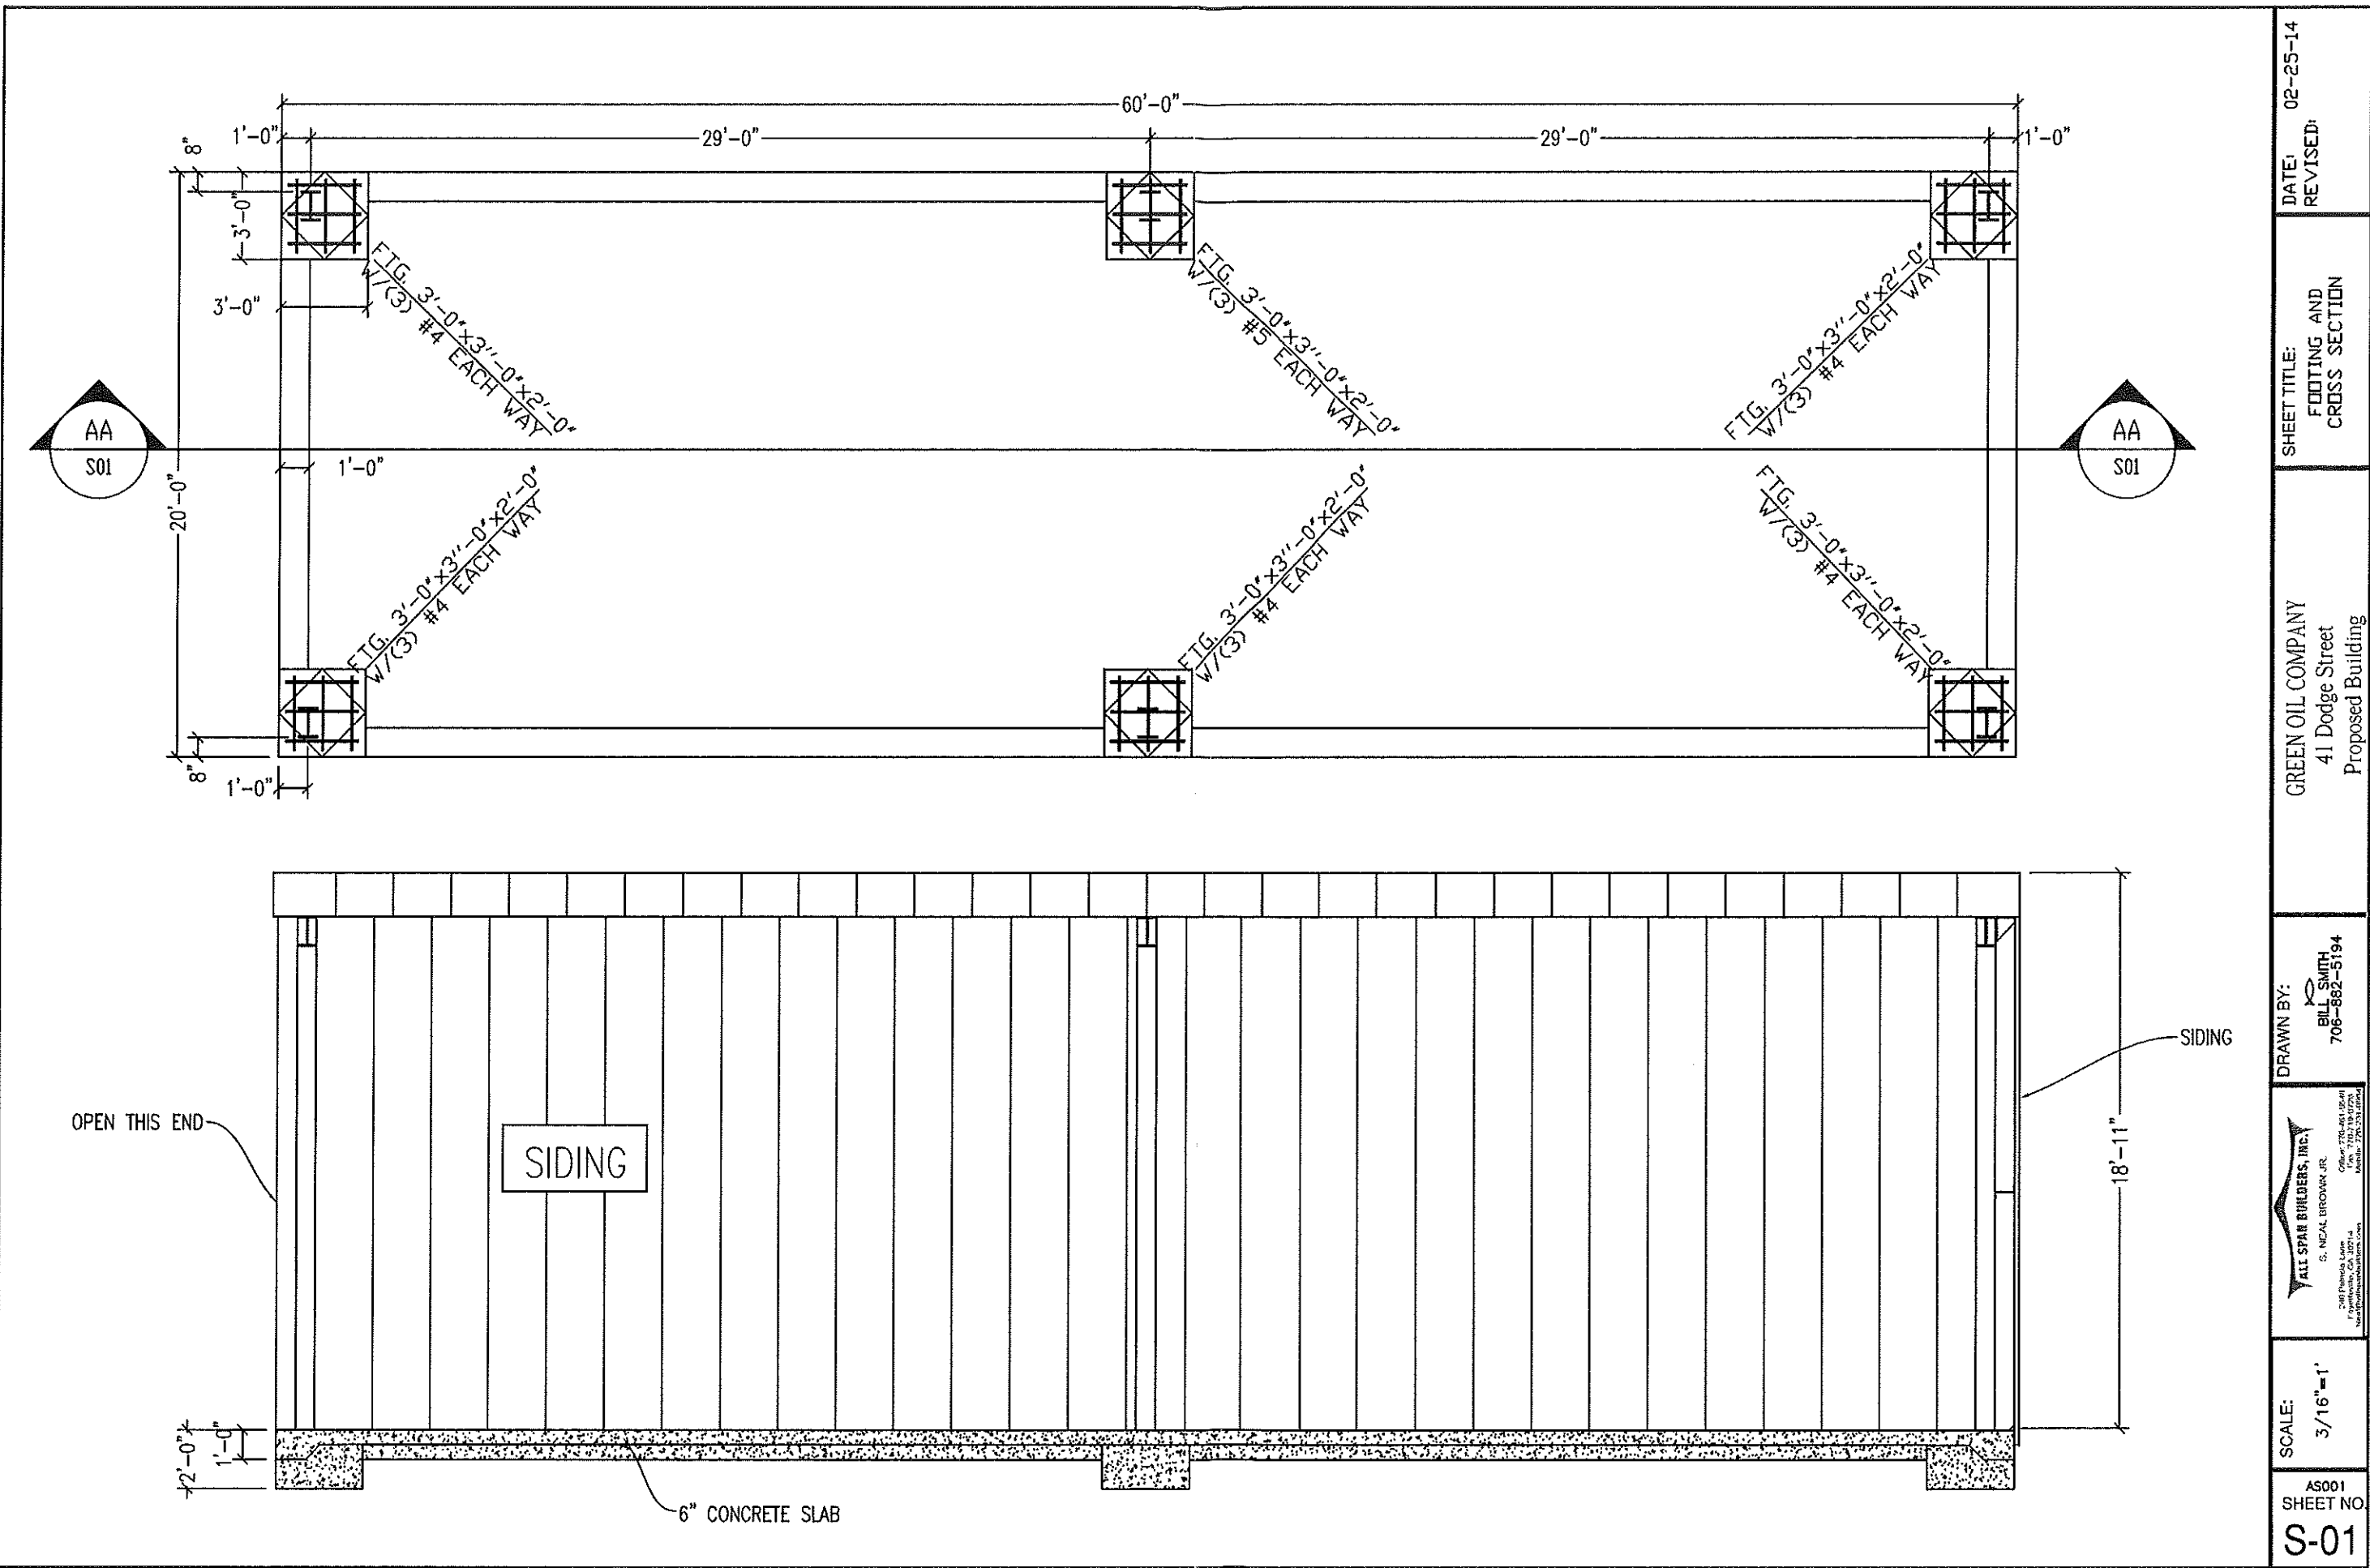 60'-0"
1'-0"
29'-0"
29'-0"
1'-0"
8"
3'-0"
3'-0"
FTG. 3'-0"x3''-0"x2'-0"
W/(3) #4 EACH WAY
FTG. 3'-0"x3''-0"x2'-0"
W/(3) #5 EACH WAY
FTG. 3'-0"x3''-0"x2'-0"
W/(3) #4 EACH WAY
AA
S01
AA
S01
20'-0"
1'-0"
FTG. 3'-0"x3''-0"x2'-0"
W/(3) #4 EACH WAY
FTG. 3'-0"x3''-0"x2'-0"
W/(3) #4 EACH WAY
FTG. 3'-0"x3''-0"x2'-0"
W/(3) #4 EACH WAY
8"
1'-0"
OPEN THIS END
SIDING
SIDING
18'-11"
2'-0"
1'-0"
6" CONCRETE SLAB
DATE: 02-25-14
REVISED:
SHEET TITLE:
FOOTING AND
CROSS SECTION
GREEN OIL COMPANY
41 Dodge Street
Proposed Building
DRAWN BY:
BILL SMITH
706-882-5194
ALL SPAN BUILDERS, INC.
S. NEAL BROWN JR.
SCALE:
3/16"=1'
AS001
SHEET NO.
S-01